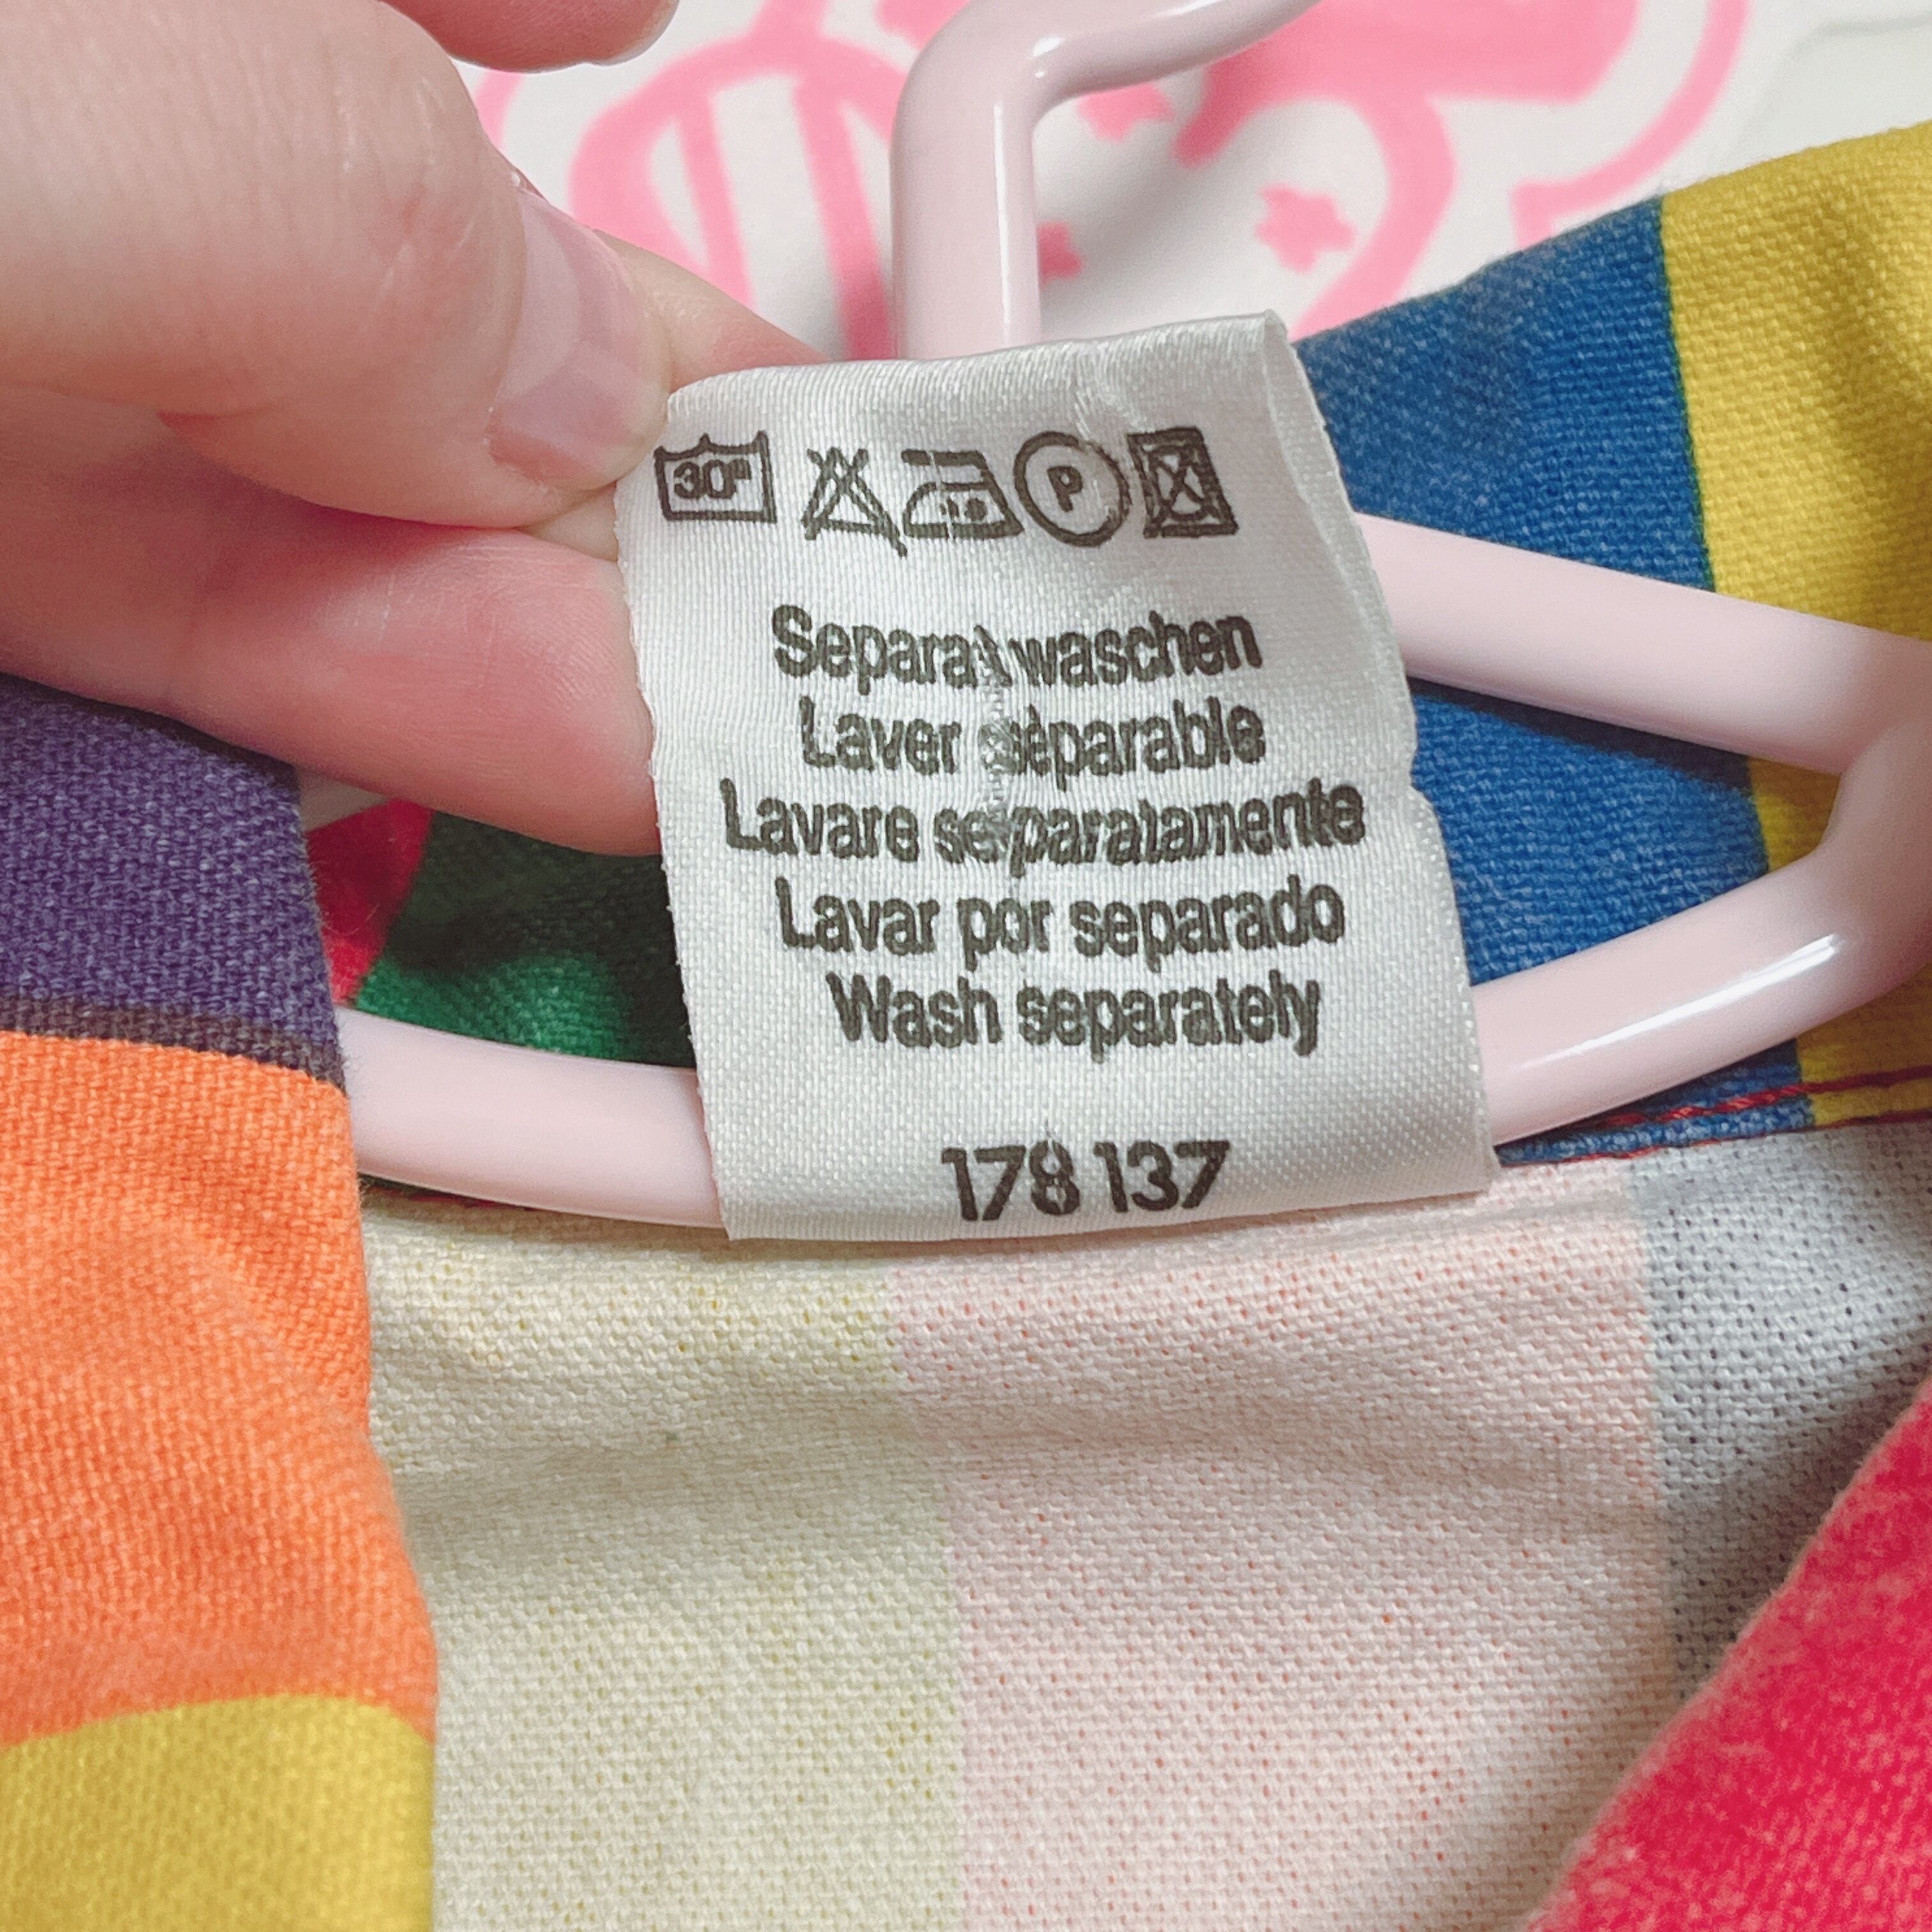 30°
P
Separat waschen
Laver séparable
Lavare separatamente
Lavar por separado
Wash separately
178 137